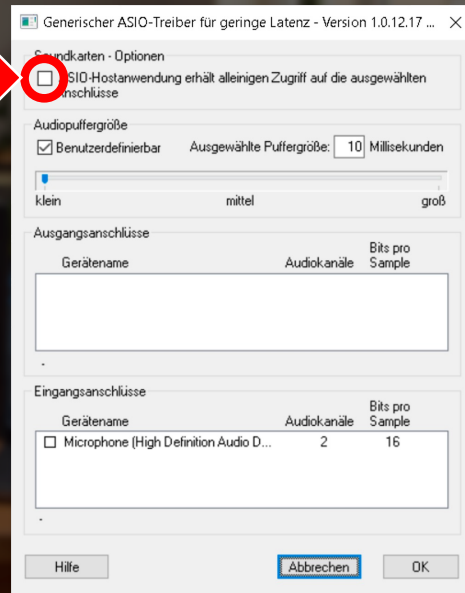 Generischer ASIO-Treiber für geringe Latenz - Version 1.0.12.17 ...
Soundkarten - Optionen
ASIO-Hostanwendung erhält alleinigen Zugriff auf die ausgewählten
Anschlüsse
Audiopuffergröße
Benutzerdefinierbar Ausgewählte Puffergröße: 10 Millisekunden
klein mittel groß
Ausgangsanschlüsse
Gerätename Audiokanäle Bits pro
Sample
-
Eingangsanschlüsse
Gerätename Audiokanäle Bits pro
Sample
Microphone (High Definition Audio D... 2 16
-
Hilfe Abbrechen OK